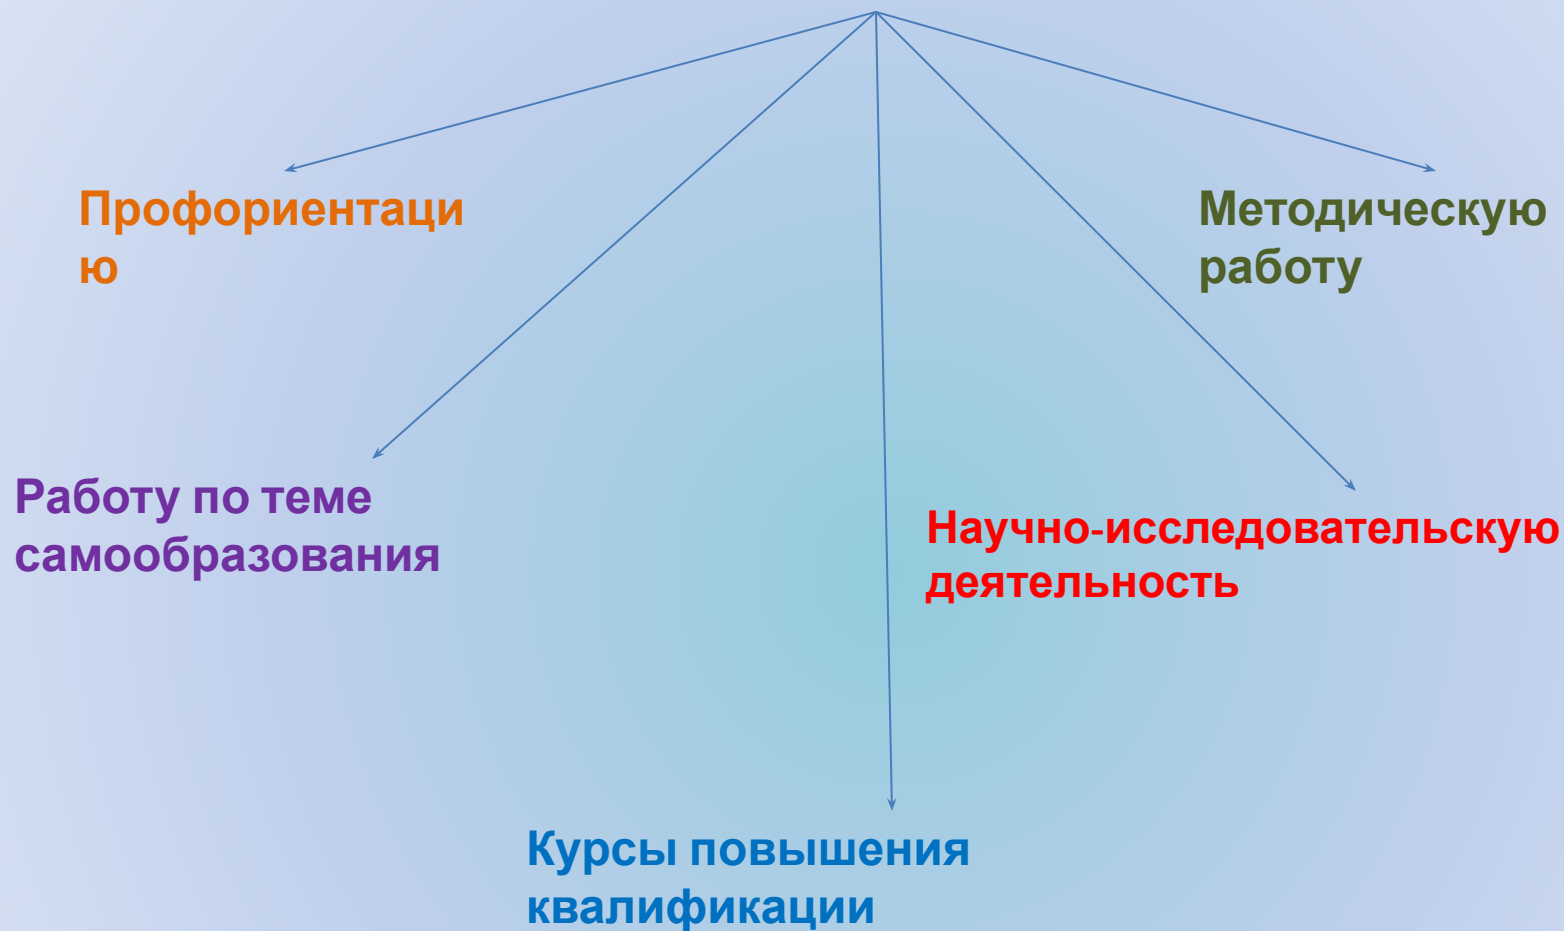 Профориентаци
ю
Методическую
работу
Работу по теме
самообразования
Научно-исследовательскую
деятельность
Курсы повышения
квалификации